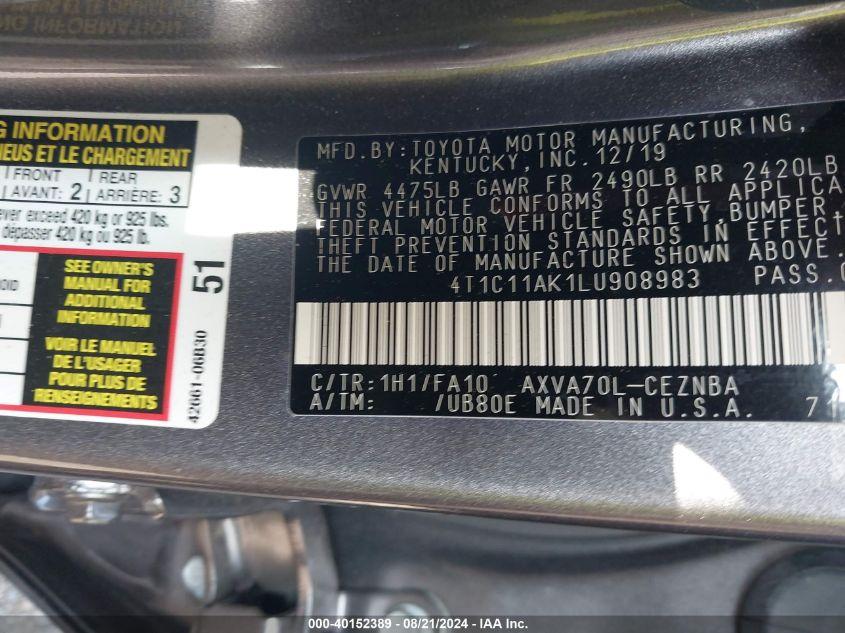 G INFORMATION
NEUS ET LE CHARGEMENT
FRONT REAR
AVANT: 2 ARRIÈRE: 3
ever exceed 420 kg or 925 lbs.
dépasser 420 kg ou 925 lb.
SEE OWNER'S
MANUAL FOR
ADDITIONAL
INFORMATION
VOIR LE MANUEL
DE L'USAGER
POUR PLUS DE
RENSEIGNEMENTS
51
42661-06B30
MFD. BY: TOYOTA MOTOR MANUFACTURING,
KENTUCKY, INC. 12/19
GVWR 4475LB GAWR FR 2490LB RR 2420LB
THIS VEHICLE CONFORMS TO ALL APPLICA
FEDERAL MOTOR VEHICLE SAFETY, BUMPER
THEFT PREVENTION STANDARDS IN EFFECT
THE DATE OF MANUFACTURE SHOWN ABOVE.
4T1C11AK1LU908983 PASS.
C/TR: 1H1/FA10 AXVA70L-CEZNBA
A/TM: /UB80E MADE IN U.S.A. 71
000-40152389 - 08/21/2024 - IAA Inc.